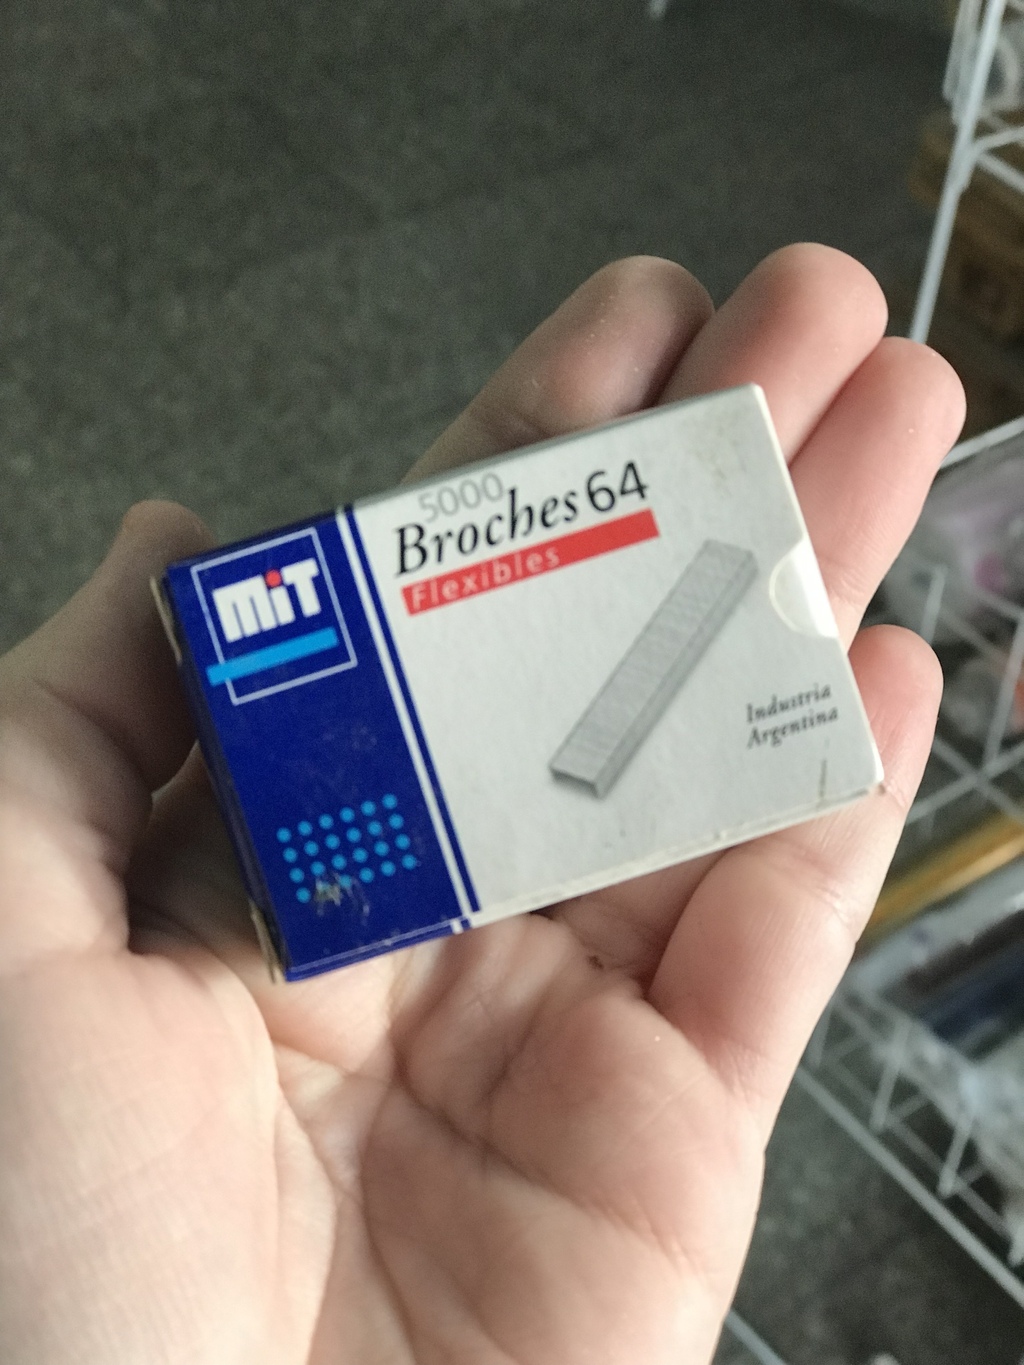 MiT
5000
Broches 64
Flexibles
Industria
Argentina